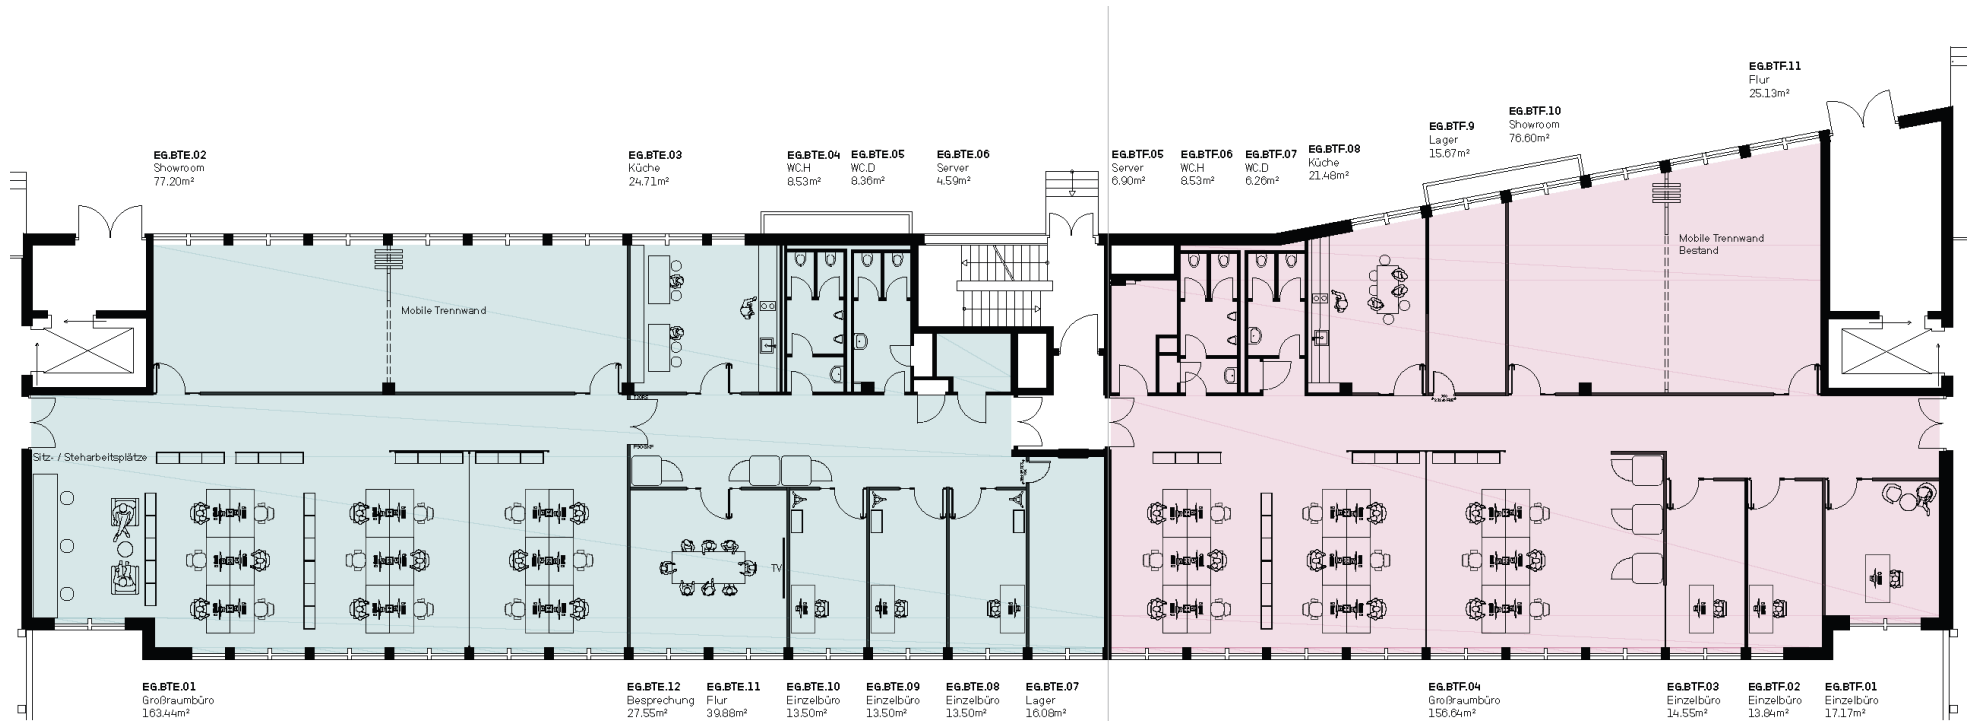 EG.BTF.11
Flur
25.13m²
EG.BTF.10
Showroom
76.60m²
EG.BTF.9
Lager
15.67m²
EG.BTE.02
Showroom
77.20m²
EG.BTE.03
Küche
24.71m²
EG.BTE.04
WC.H
8.53m²
EG.BTE.05
WC.D
8.36m²
EG.BTE.06
Server
4.59m²
EG.BTF.05
Server
6.90m²
EG.BTF.06
WC.H
8.53m²
EG.BTF.07
WC.D
6.26m²
EG.BTF.08
Küche
21.48m²
Mobile Trennwand
Bestand
Mobile Trennwand
Sitz- / Steharbeitsplätze
TV
EG.BTE.01
Großraumbüro
163.44m²
EG.BTE.12
Besprechung
27.55m²
EG.BTE.11
Flur
39.88m²
EG.BTE.10
Einzelbüro
13.50m²
EG.BTE.09
Einzelbüro
13.50m²
EG.BTE.08
Einzelbüro
13.50m²
EG.BTE.07
Lager
16.08m²
EG.BTF.04
Großraumbüro
156.64m²
EG.BTF.03
Einzelbüro
14.55m²
EG.BTF.02
Einzelbüro
13.84m²
EG.BTF.01
Einzelbüro
17.17m²